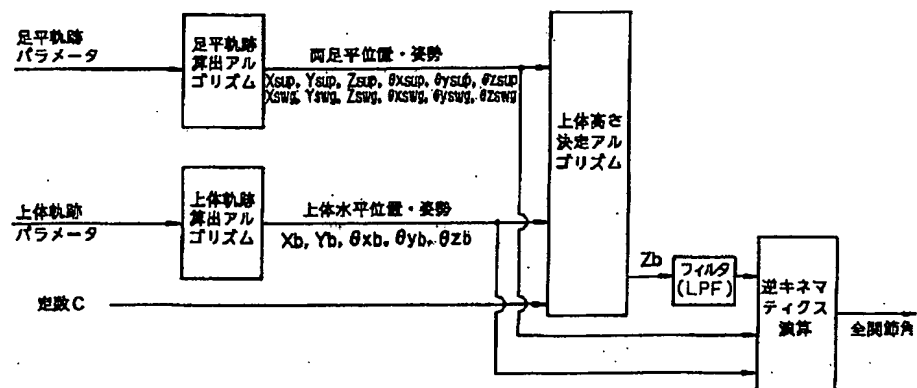 足平軌跡
パラメータ
足平軌跡
算出アル
ゴリズム
両足平位置・姿勢
Xsup, Ysup, Zsup, θxsup, θysup, θzsup
Xswg, Yswg, Zswg, θxswg, θyswg, θzswg
上体高さ
決定アル
ゴリズム
上体軌跡
パラメータ
上体軌跡
算出アル
ゴリズム
上体水平位置・姿勢
Xb, Yb, θxb, θyb, θzb
定数C
Zb
フィルタ
(LPF)
逆キネマ
ティクス
演算
全関節角